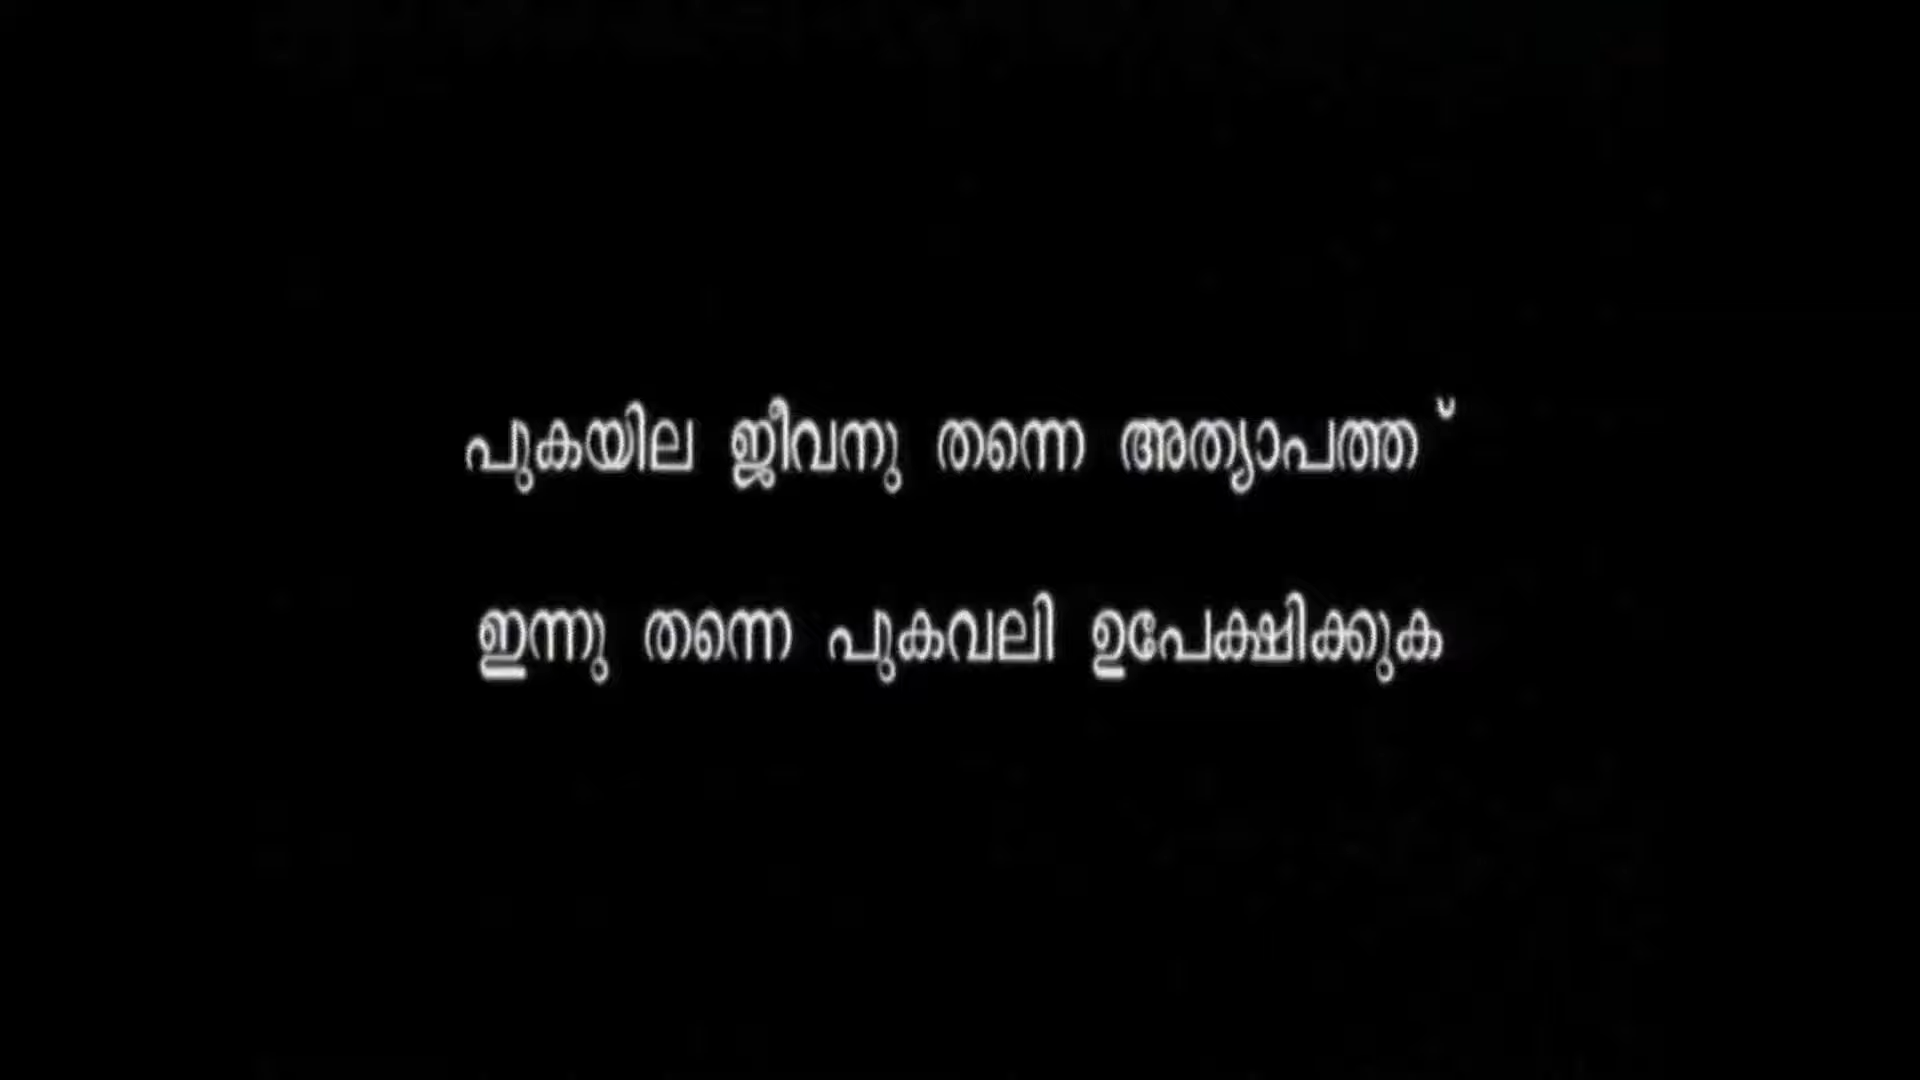 പുകയില ജീവനു തന്നെ അത്യാപത്ത്
ഇന്നു തന്നെ പുകവലി ഉപേക്ഷിക്കുക